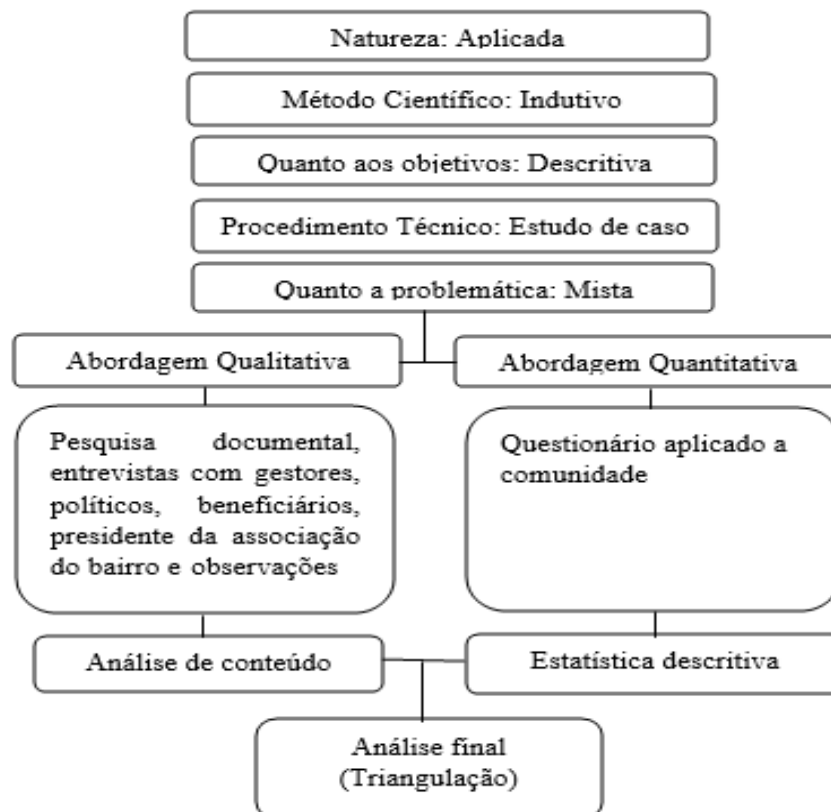 Natureza: Aplicada
Método Científico: Indutivo
Quanto aos objetivos: Descritiva
Procedimento Técnico: Estudo de caso
Quanto a problemática: Mista
Abordagem Qualitativa
Abordagem Quantitativa
Pesquisa documental,
entrevistas com gestores,
políticos, beneficiários,
presidente da associação
do bairro e observações
Questionário aplicado a
comunidade
Análise de conteúdo
Estatística descritiva
Análise final
(Triangulação)